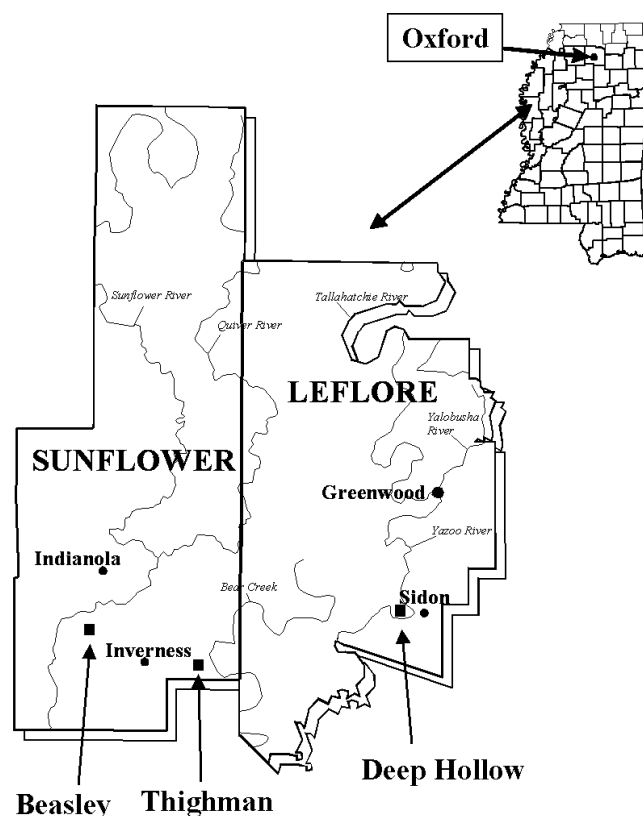 Oxford
Sunflower River
Tallahatchie River
Quiver River
LEFLORE
Yalobusha
River
SUNFLOWER
Greenwood
Yazoo River
Indianola
Bear Creek
Sidon
Inverness
Deep Hollow
Beasley
Thighman